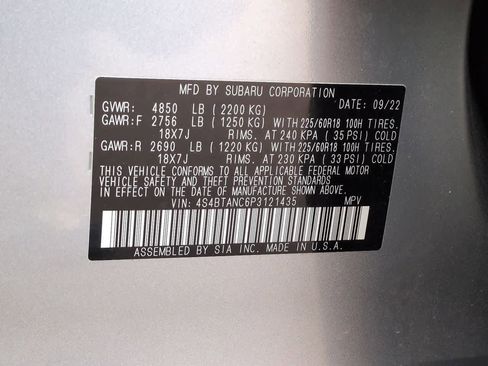 MFD BY SUBARU CORPORATION
GVWR: 4850 LB (2200 KG) DATE: 09/22
GAWR:F 2756 LB (1250 KG) WITH 225/60R18 100H TIRES.
18X7J RIMS. AT 240 KPA (35 PSI) COLD
GAWR:R 2690 LB (1220 KG) WITH 225/60R18 100H TIRES.
18X7J RIMS. AT 230 KPA (33 PSI) COLD
THIS VEHICLE CONFORMS TO ALL APPLICABLE FEDERAL MOTOR
VEHICLE SAFETY AND THEFT PREVENTION STANDARDS
IN EFFECT ON THE DATE OF MANUFACTURE SHOWN ABOVE.
VIN: 4S4BTANC6P3121435 MPV
ASSEMBLED BY SIA INC. MADE IN U.S.A.